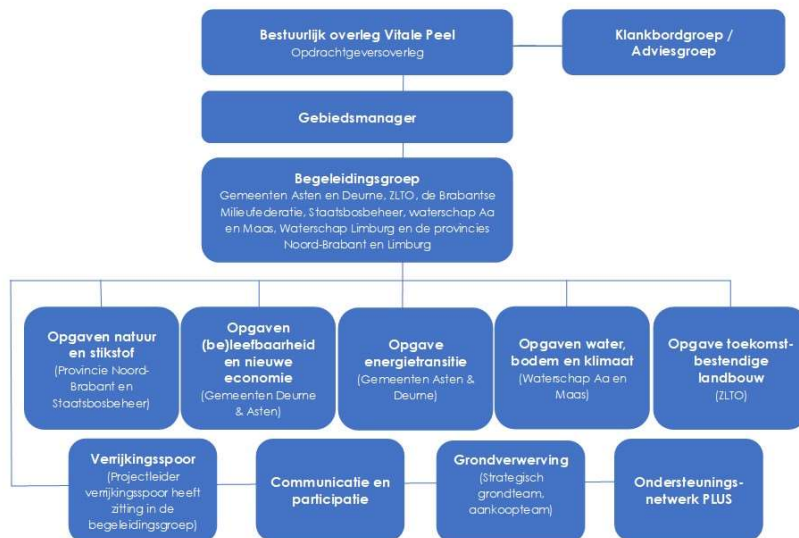 Bestuurlijk overleg Vitale Peel
Opdrachtgeversoverleg
Klankbordgroep /
Adviesgroep
Gebiedsmanager
Begeleidingsgroep
Gemeenten Asten en Deurne, ZLTO, de Brabantse
Milieufederatie, Staatsbosbeheer, waterschap Aa
en Maas, Waterschap Limburg en de provincies
Noord-Brabant en Limburg
Opgaven natuur
en stikstof
(Provincie Noord-
Brabant en
Staatsbosbeheer)
Opgaven
(be)leefbaarheid
en nieuwe
economie
(Gemeenten Deurne
& Asten)
Opgave
energietransitie
(Gemeenten Asten &
Deurne)
Opgaven water,
bodem en klimaat
(Waterschap Aa en
Maas)
Opgave toekomst-
bestendige
landbouw
(ZLTO)
Verrijkingsspoor
(Projectleider
verrijkingsspoor heeft
zitting in de
begeleidingsgroep)
Communicatie en
participatie
Grondverwerving
(Strategisch
grondteam,
aankoopteam)
Ondersteunings-
netwerk PLUS